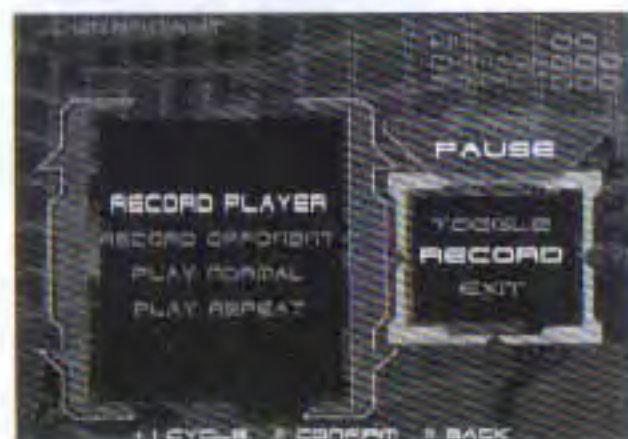 PAUSE
RECORD PLAYER
RECORD OPPONENT
PLAY NORMAL
PLAY REPEAT
TOGGLE
RECORD
EXIT
CYCLE CONFIRM BACK